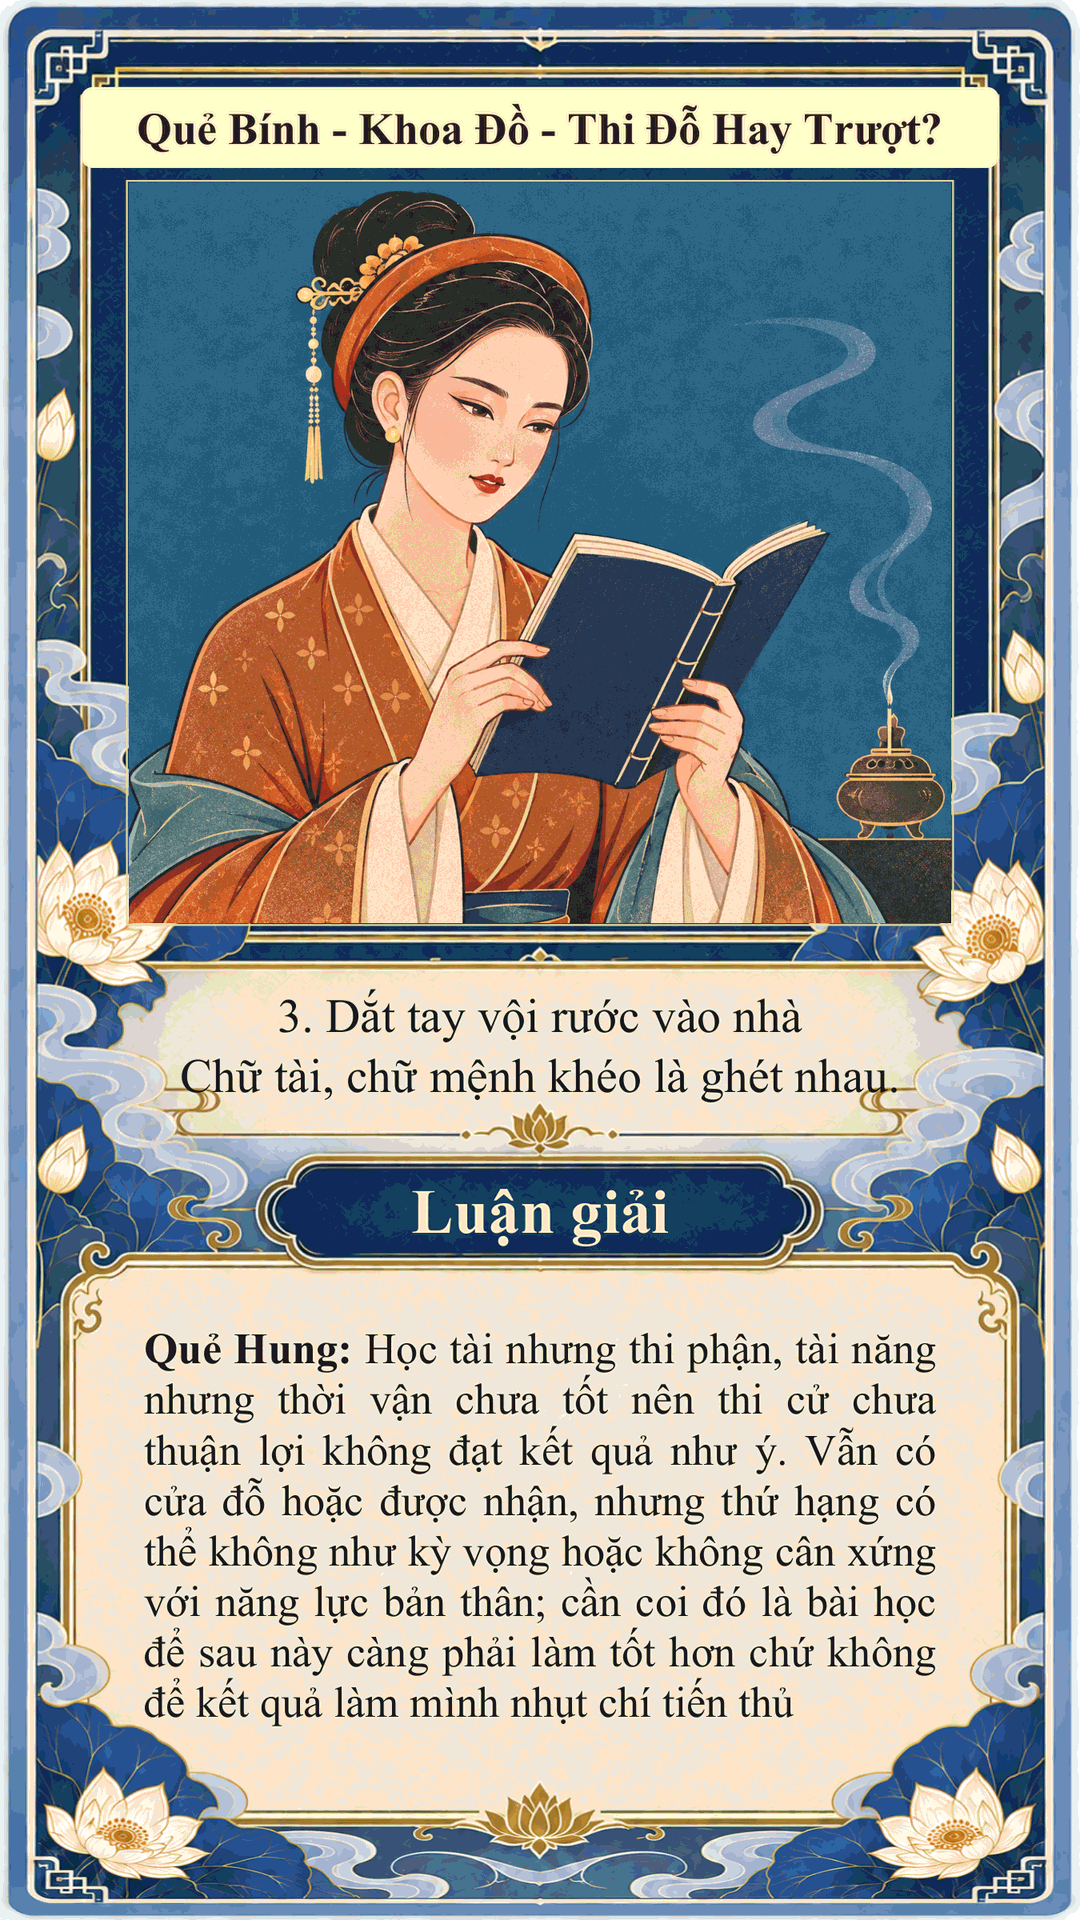 Quẻ Bính - Khoa Đồ - Thi Đỗ Hay Trượt?
3. Dắt tay vội rước vào nhà
Chữ tài, chữ mệnh khéo là ghét nhau.
Luận giải
Quẻ Hung: Học tài nhưng thi phận, tài năng
nhưng thời vận chưa tốt nên thi cử chưa
thuận lợi không đạt kết quả như ý. Vẫn có
cửa đỗ hoặc được nhận, nhưng thứ hạng có
thể không như kỳ vọng hoặc không cân xứng
với năng lực bản thân; cần coi đó là bài học
để sau này càng phải làm tốt hơn chứ không
để kết quả làm mình nhụt chí tiến thủ